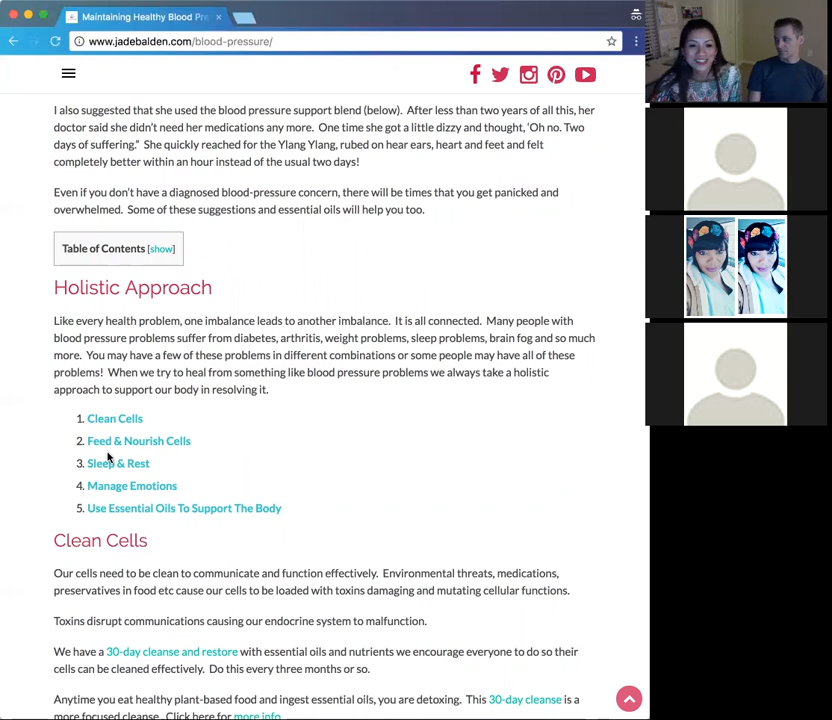 Maintaining Healthy Blood Pre
www.jadebalden.com/blood-pressure/
I also suggested that she used the blood pressure support blend (below). After less than two years of all this, her
doctor said she didn't need her medications any more. One time she got a little dizzy and thought, 'Oh no. Two
days of suffering." She quickly reached for the Ylang Ylang, rubed on hear ears, heart and feet and felt
completely better within an hour instead of the usual two days!
Even if you don't have a diagnosed blood-pressure concern, there will be times that you get panicked and
overwhelmed. Some of these suggestions and essential oils will help you too.
Table of Contents [show]
Holistic Approach
Like every health problem, one imbalance leads to another imbalance. It is all connected. Many people with
blood pressure problems suffer from diabetes, arthritis, weight problems, sleep problems, brain fog and so much
more. You may have a few of these problems in different combinations or some people may have all of these
problems! When we try to heal from something like blood pressure problems we always take a holistic
approach to support our body in resolving it.
1. Clean Cells
2. Feed & Nourish Cells
3. Sleep & Rest
4. Manage Emotions
5. Use Essential Oils To Support The Body
Clean Cells
Our cells need to be clean to communicate and function effectively. Environmental threats, medications,
preservatives in food etc cause our cells to be loaded with toxins damaging and mutating cellular functions.
Toxins disrupt communications causing our endocrine system to malfunction.
We have a 30-day cleanse and restore with essential oils and nutrients we encourage everyone to do so their
cells can be cleaned effectively. Do this every three months or so.
Anytime you eat healthy plant-based food and ingest essential oils, you are detoxing. This 30-day cleanse is a
more focused cleanse. Click here for more info.